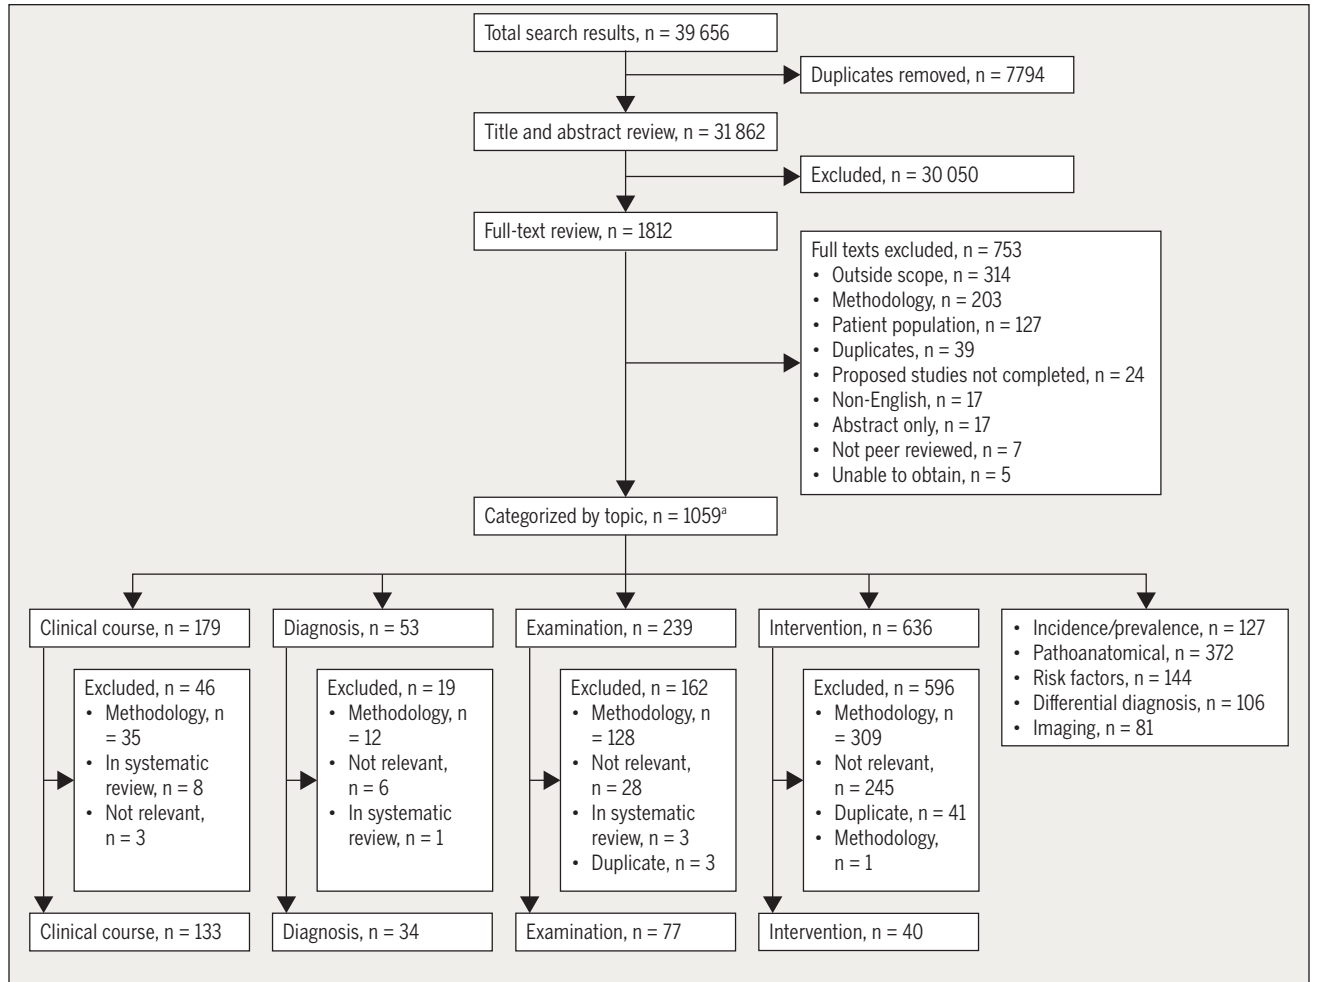 Total search results, n = 39 656
Duplicates removed, n = 7794
Title and abstract review, n = 31 862
Excluded, n = 30 050
Full-text review, n = 1812
Full texts excluded, n = 753
• Outside scope, n = 314
• Methodology, n = 203
• Patient population, n = 127
• Duplicates, n = 39
• Proposed studies not completed, n = 24
• Non-English, n = 17
• Abstract only, n = 17
• Not peer reviewed, n = 7
• Unable to obtain, n = 5
Categorized by topic, n = 1059ª
Clinical course, n = 179
Excluded, n = 46
• Methodology, n
= 35
• In systematic
review, n = 8
• Not relevant,
n = 3
Clinical course, n = 133
Diagnosis, n = 53
Excluded, n = 19
• Methodology, n
= 12
• Not relevant,
n = 6
• In systematic
review, n = 1
Diagnosis, n = 34
Examination, n = 239
Excluded, n = 162
• Methodology, n
= 128
• Not relevant,
n = 28
• In systematic
review, n = 3
• Duplicate, n = 3
Examination, n = 77
Intervention, n = 636
Excluded, n = 596
• Methodology, n
= 309
• Not relevant,
n = 245
• Duplicate, n = 41
• Methodology,
n = 1
Intervention, n = 40
• Incidence/prevalence, n = 127
• Pathoanatomical, n = 372
• Risk factors, n = 144
• Differential diagnosis, n = 106
• Imaging, n = 81